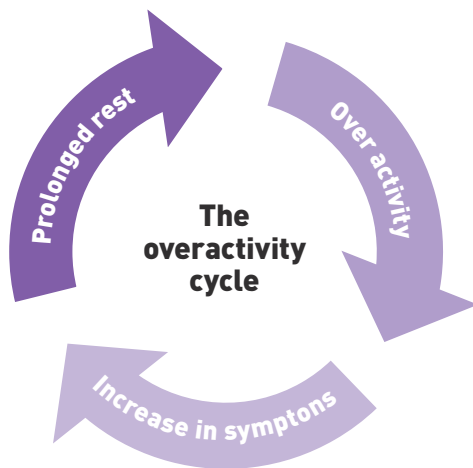 The
overactivity
cycle
Over activity
Increase in symptons
Prolonged rest